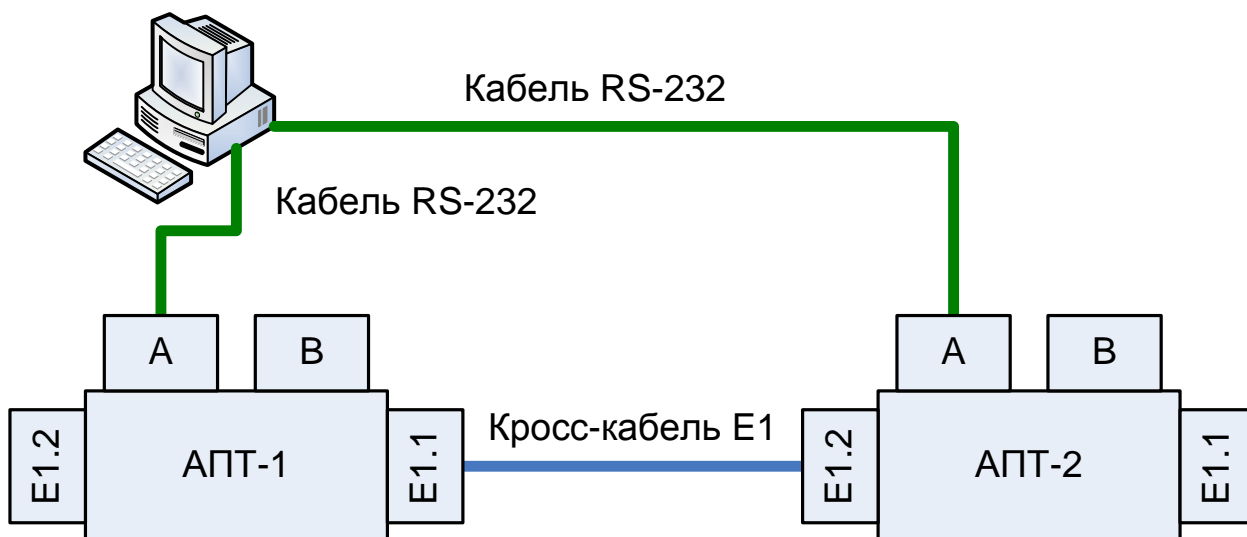 Кабель RS-232
Кабель RS-232
A
B
A
B
E1.2
АПТ-1
E1.1
Кросс-кабель E1
E1.2
АПТ-2
E1.1